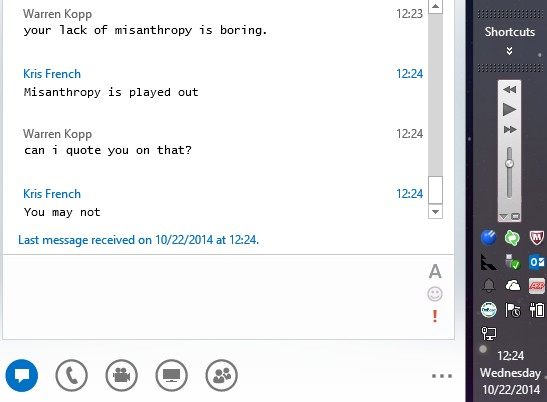 Warren Kopp 12:23
your lack of misanthropy is boring.
Kris French 12:24
Misanthropy is played out
Warren Kopp 12:24
can i quote you on that?
Kris French 12:24
You may not
Last message received on 10/22/2014 at 12:24.
A
!
Shortcuts
12:24
Wednesday
10/22/2014